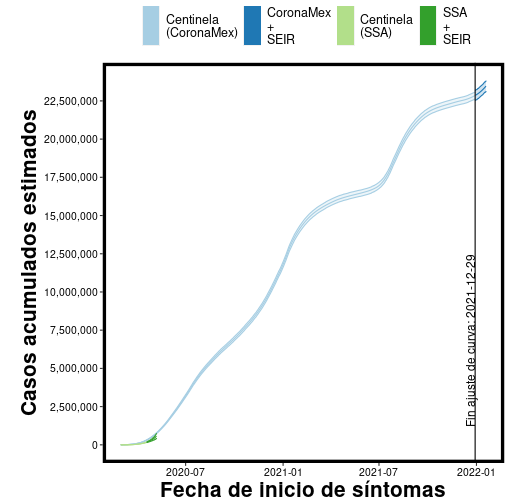 Centinela
(CoronaMex)
CoronaMex
+
SEIR
Centinela
(SSA)
SSA
+
SEIR
Casos acumulados estimados
22,500,000
20,000,000
17,500,000
15,000,000
12,500,000
10,000,000
7,500,000
5,000,000
2,500,000
0
Fin ajuste de curva: 2021-12-29
2020-07
2021-01
2021-07
2022-01
Fecha de inicio de síntomas